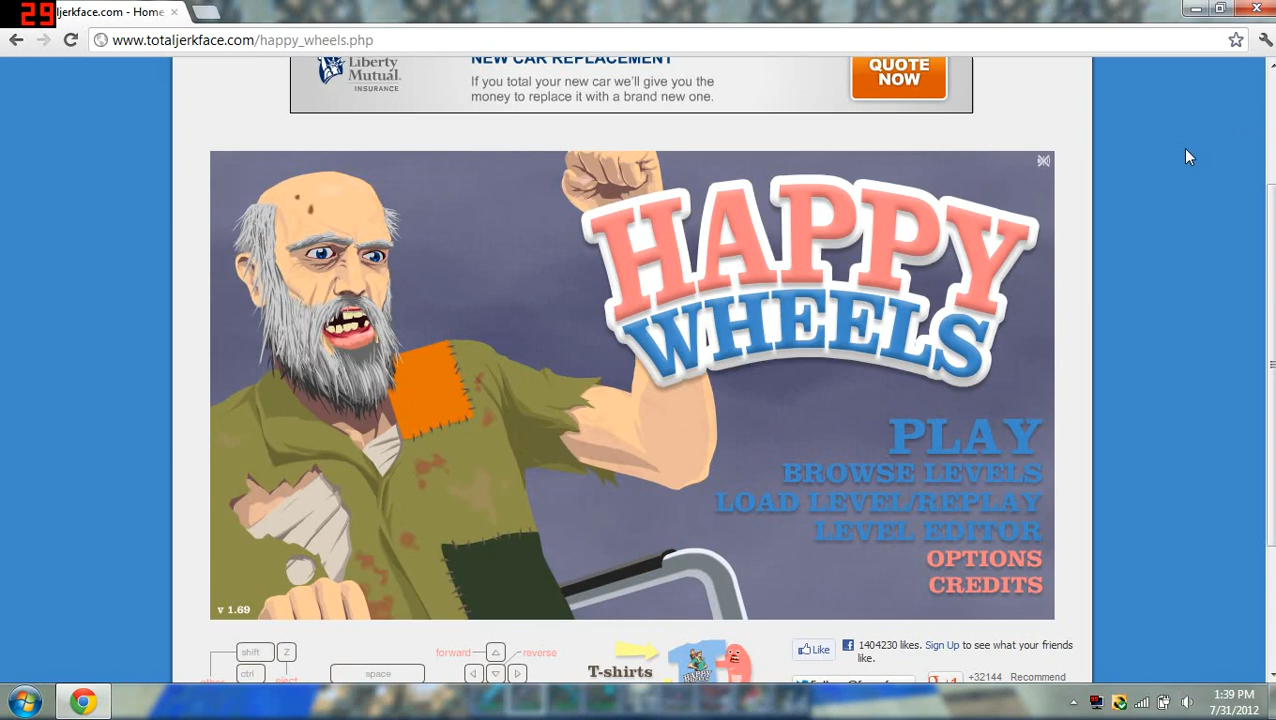 29
ljerkface.com - Home
www.totaljerkface.com/happy_wheels.php
Liberty
Mutual.
INSURANCE
NEW CAR REPLACEMENT
If you total your new car we'll give you the
money to replace it with a brand new one.
QUOTE
NOW
HAPPY
WHEELS
PLAY
BROWSE LEVELS
LOAD LEVEL/REPLAY
LEVEL EDITOR
OPTIONS
CREDITS
v 1.69
shift
Z
ctrl
eject
space
forward
reverse
T-shirts
Like
1404230 likes. Sign Up to see what your friends
like.
+32144
Recommend
1:39 PM
7/31/2012